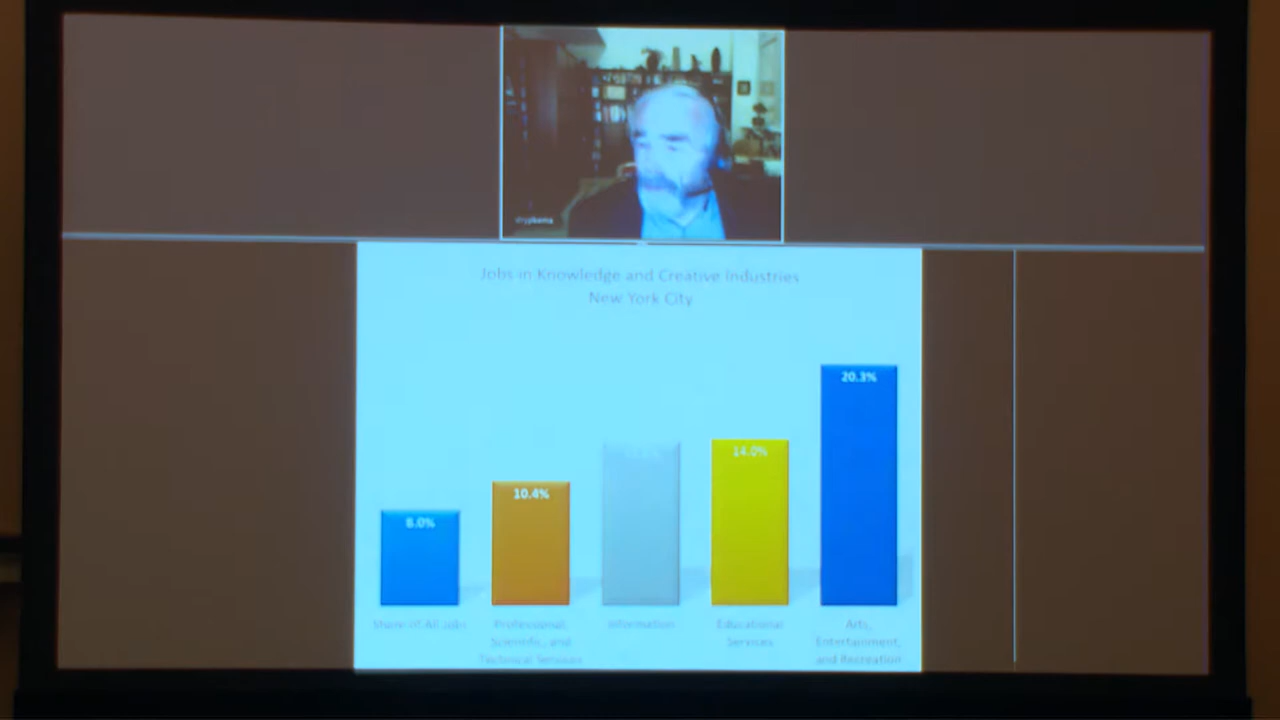 Jobs in Knowledge and Creative Industries
New York City
20.3%
14.0%
10.4%
8.0%
Share of All Jobs
Professional,
Scientific, and
Technical Services
Information
Educational
Services
Arts,
Entertainment,
and Recreation